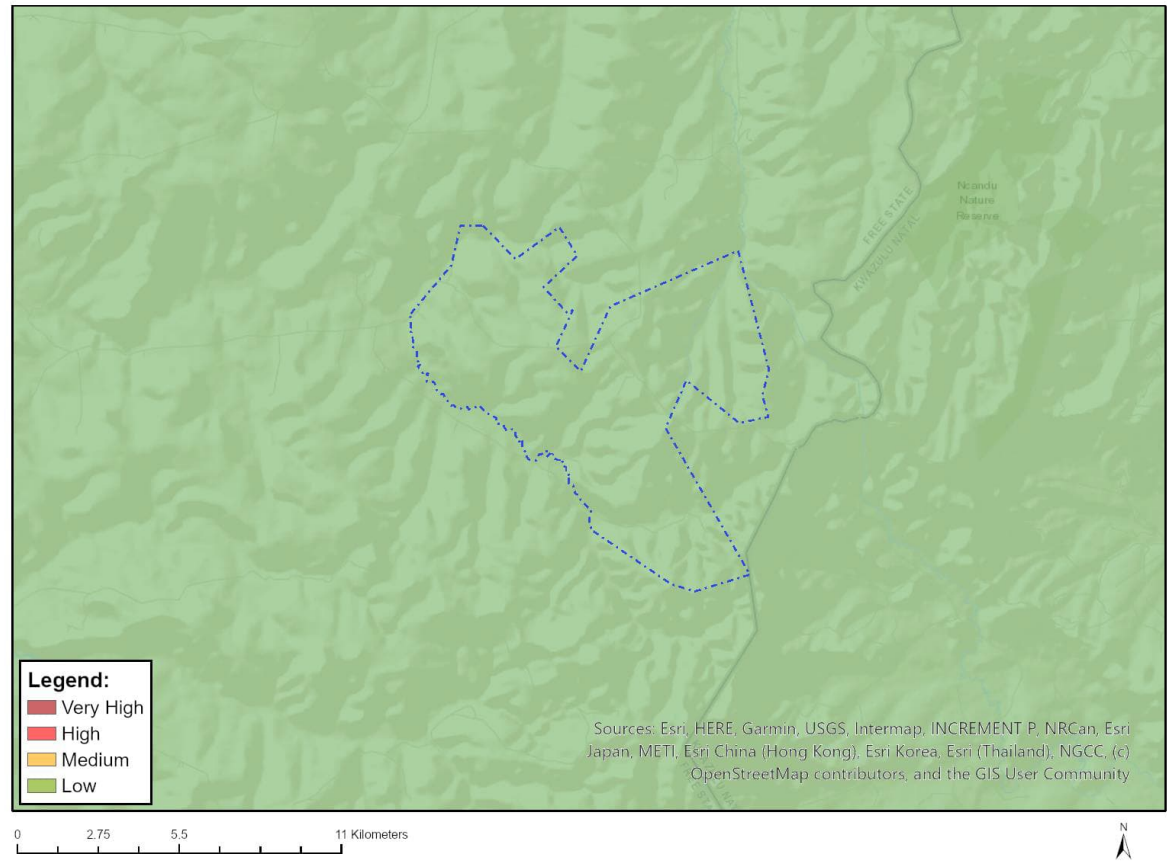 Ncandu
Nature
Reserve
FREE STATE
KWAZULU NATAL
Legend:
Very High
High
Medium
Low
Sources: Esri, HERE, Garmin, USGS, Intermap, INCREMENT P, NRCan, Esri
Japan, METI, Esri China (Hong Kong), Esri Korea, Esri (Thailand), NGCC, (c)
OpenStreetMap contributors, and the GIS User Community
0 2.75 5.5 11 Kilometers
N